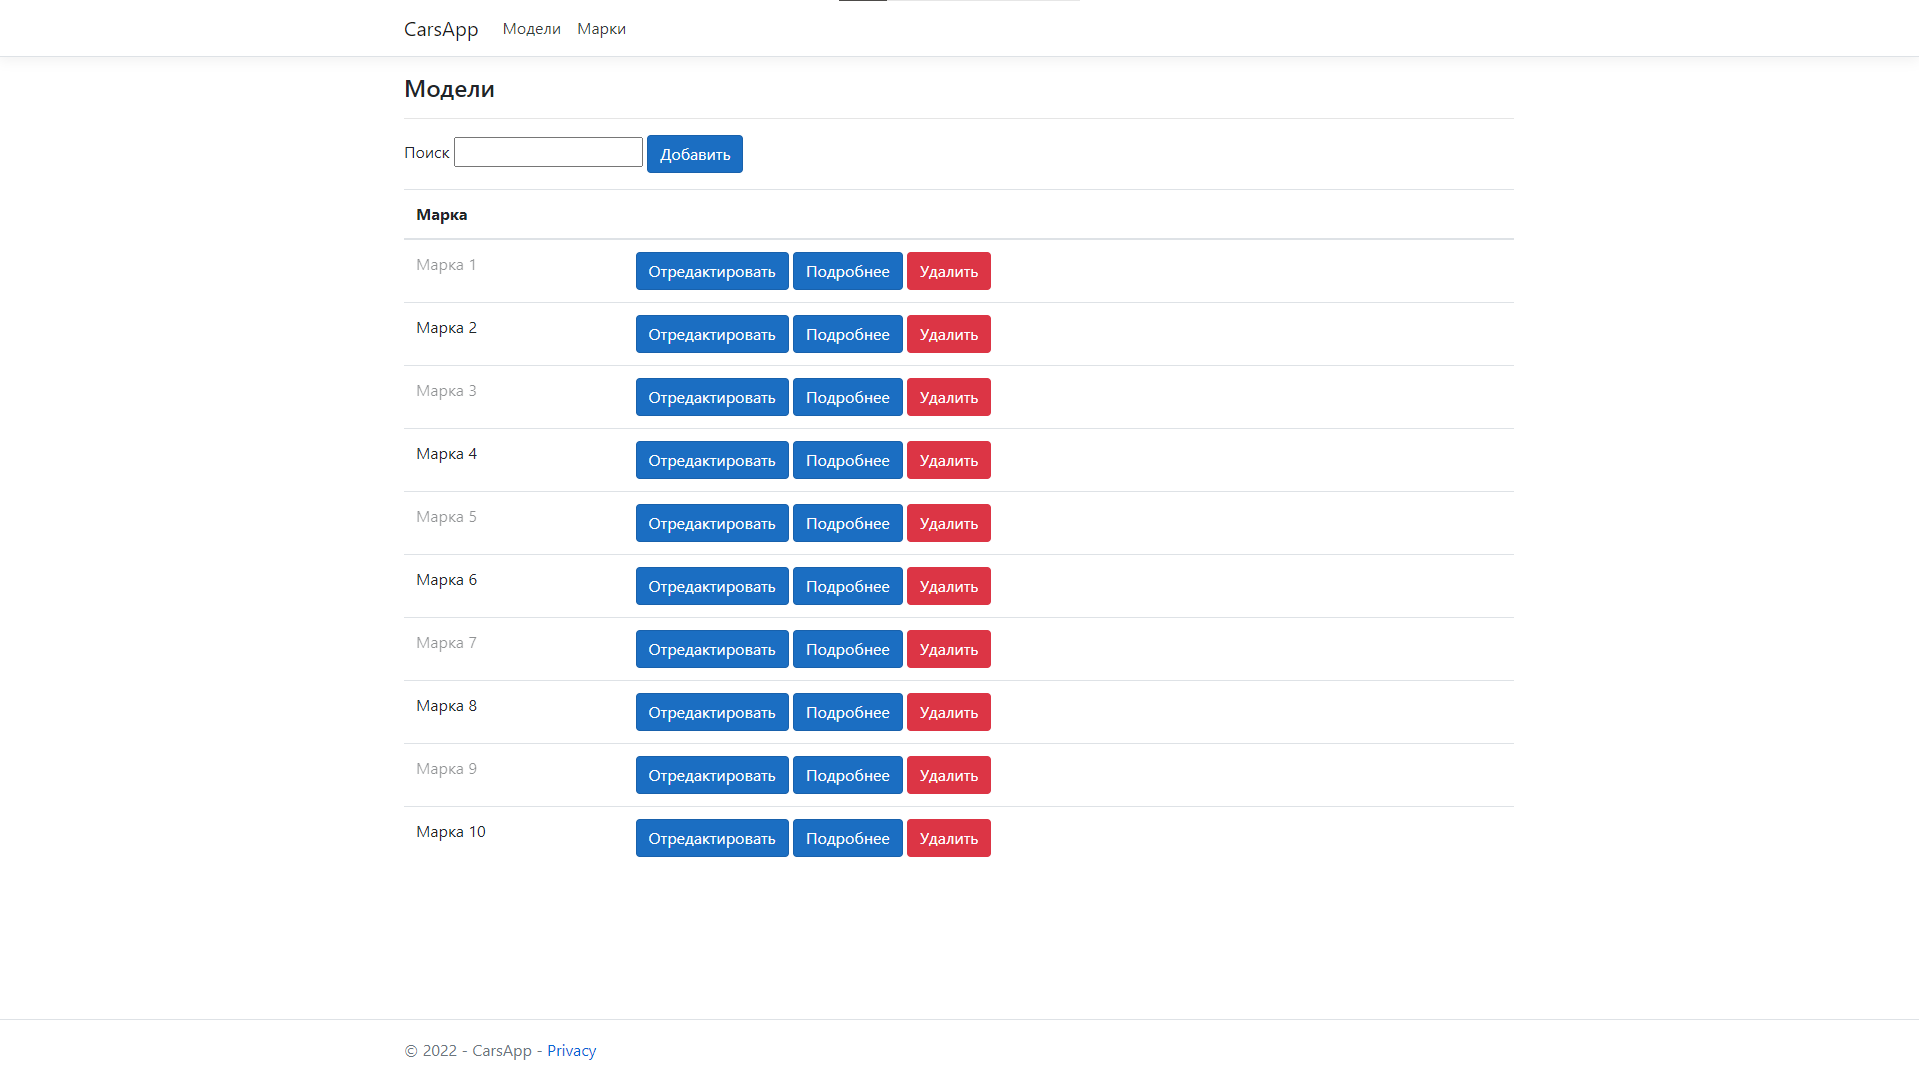 CarsApp Модели Марки
Модели
Поиск Добавить
Марка
Марка 1 Отредактировать Подробнее Удалить
Марка 2 Отредактировать Подробнее Удалить
Марка 3 Отредактировать Подробнее Удалить
Марка 4 Отредактировать Подробнее Удалить
Марка 5 Отредактировать Подробнее Удалить
Марка 6 Отредактировать Подробнее Удалить
Марка 7 Отредактировать Подробнее Удалить
Марка 8 Отредактировать Подробнее Удалить
Марка 9 Отредактировать Подробнее Удалить
Марка 10 Отредактировать Подробнее Удалить
© 2022 - CarsApp - Privacy